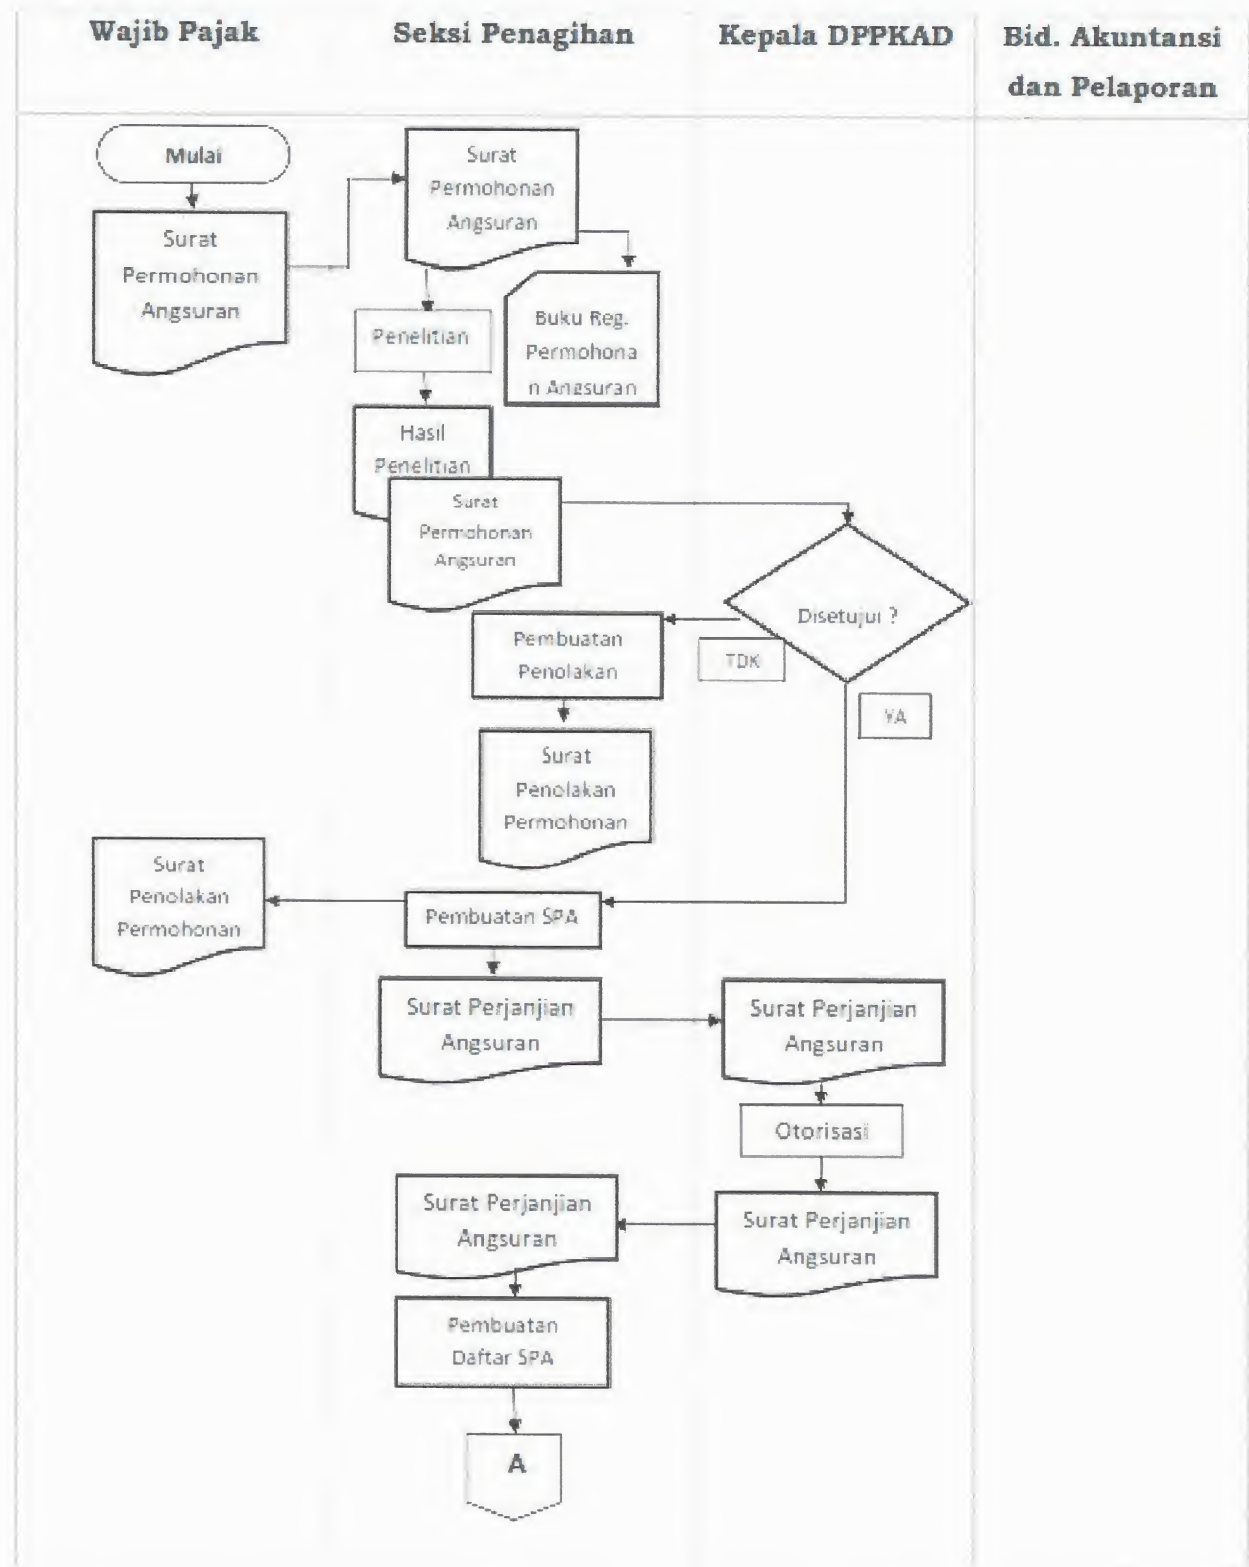 Wajib Pajak
Seksi Penagihan
Kepala DPPKAD
Bid. Akuntansi
dan Pelaporan
Mulai
Surat
Permohonan
Angsuran
Surat
Permohonan
Angsuran
Buku Reg.
Permohona
n Angsuran
Penelitian
Hasil
Penelitian
Surat
Permohonan
Angsuran
Disetujui ?
TDK
YA
Pembuatan
Penolakan
Surat
Penolakan
Permohonan
Surat
Penolakan
Permohonan
Pembuatan SPA
Surat Perjanjian
Angsuran
Surat Perjanjian
Angsuran
Otorisasi
Surat Perjanjian
Angsuran
Surat Perjanjian
Angsuran
Pembuatan
Daftar SPA
A